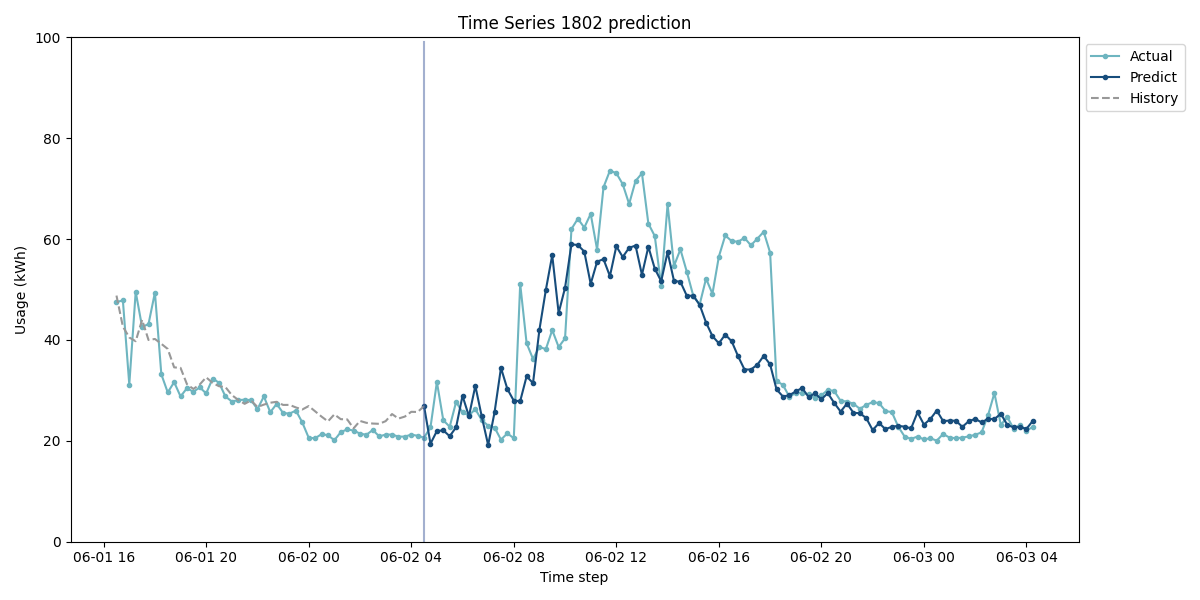 Time Series 1802 prediction
Actual
Predict
History
Usage (kWh)
100
80
60
40
20
0
06-01 16 06-01 20 06-02 00 06-02 04 06-02 08 06-02 12 06-02 16 06-02 20 06-03 00 06-03 04
Time step